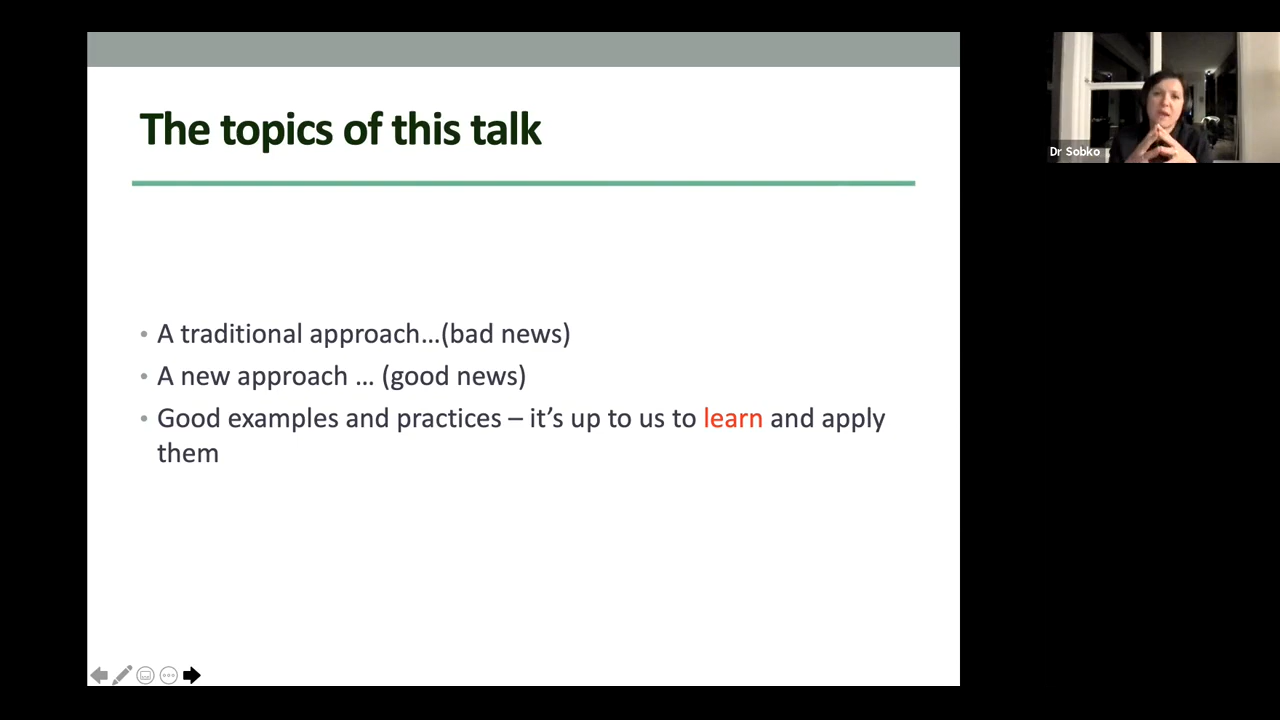 The topics of this talk
• A traditional approach…(bad news)
• A new approach … (good news)
• Good examples and practices – it’s up to us to learn and apply
them
Dr Sobko